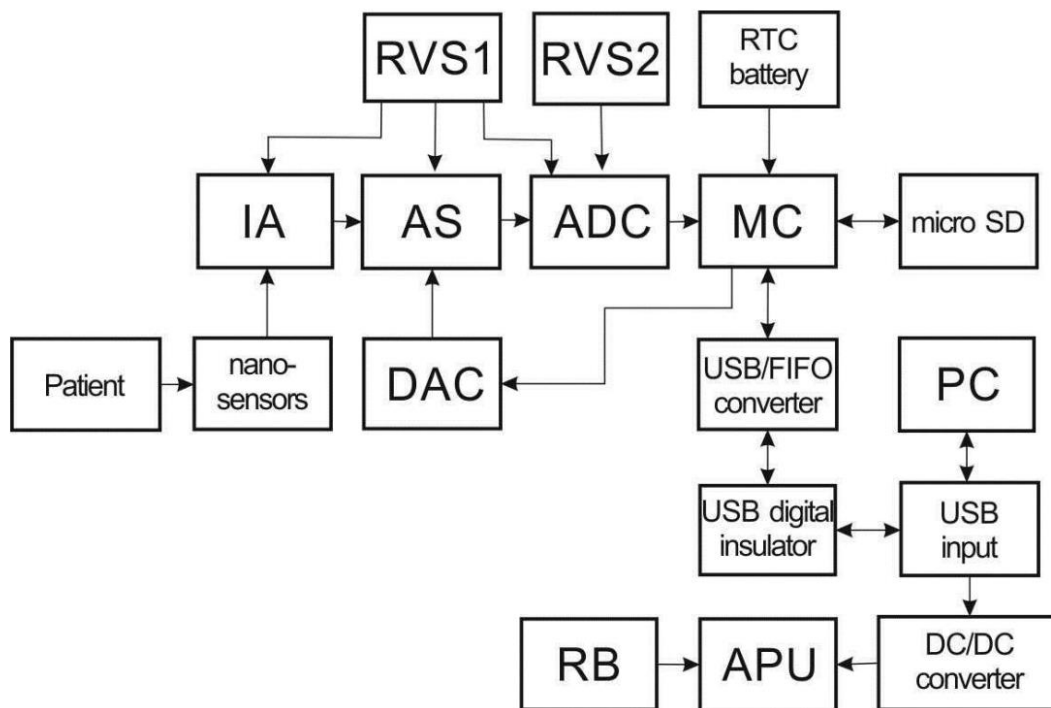 RVS1
RVS2
RTC
battery
IA
AS
ADC
MC
micro SD
Patient
nano-
sensors
DAC
USB/FIFO
converter
PC
USB digital
insulator
USB
input
RB
APU
DC/DC
converter